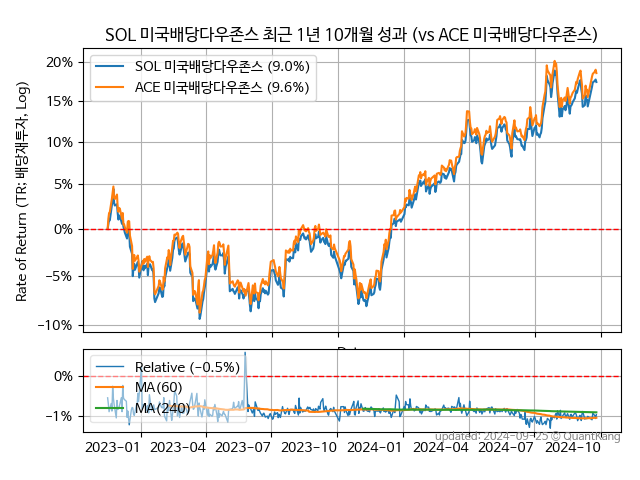 SOL 미국배당다우존스 최근 1년 10개월 성과 (vs ACE 미국배당다우존스)
Rate of Return (TR; 배당재투자, Log)
20%
15%
10%
5%
0%
−5%
−10%
SOL 미국배당다우존스 (9.0%)
ACE 미국배당다우존스 (9.6%)
0%
−1%
Relative (−0.5%)
MA(60)
MA(240)
updated: 2024-09-25 © QuantKang
2023−01 2023−04 2023−07 2023−10 2024−01 2024−04 2024−07 2024−10